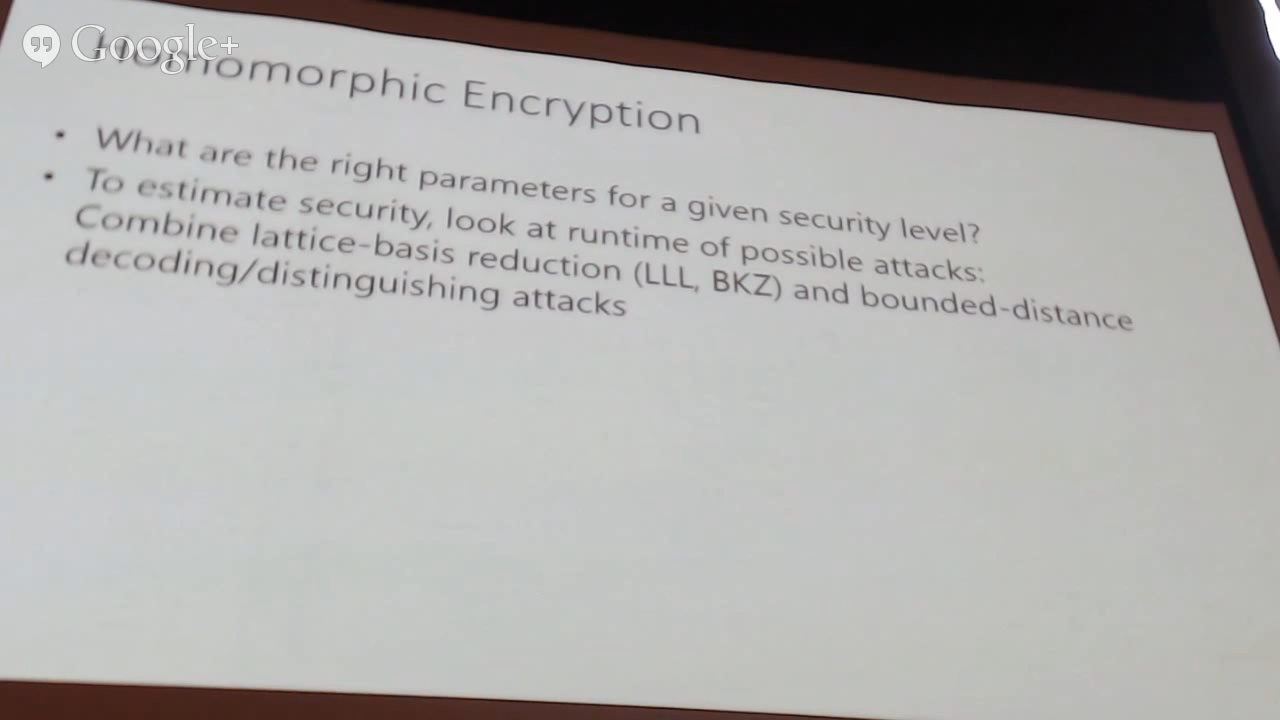 Google+
Homomorphic Encryption
• What are the right parameters for a given security level?
• To estimate security, look at runtime of possible attacks:
Combine lattice-basis reduction (LLL, BKZ) and bounded-distance
decoding/distinguishing attacks